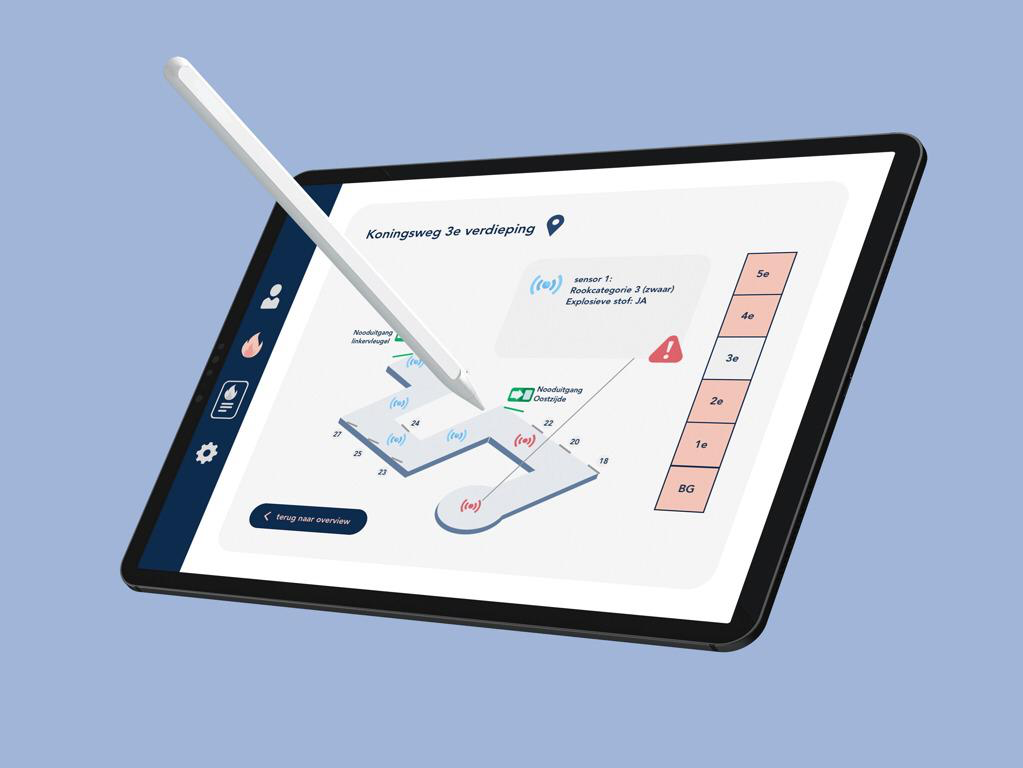 Koningsweg 3e verdieping
sensor 1:
Rookcategorie 3 (zwaar)
Explosieve stof: JA
5e
4e
3e
2e
1e
BG
Nooduitgang
linkervleugel
Nooduitgang
Oostzijde
22
20
18
24
27
25
23
terug naar overview